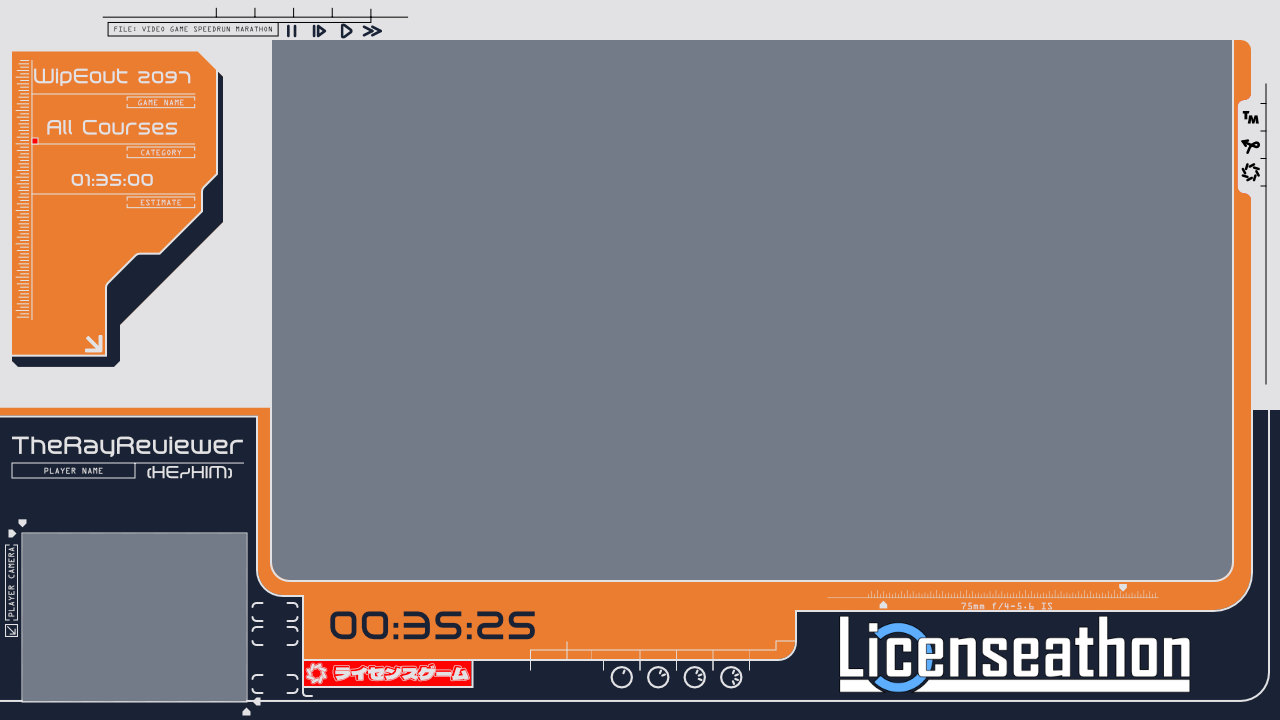 FILE: VIDEO GAME SPEEDRUN MARATHON
WipEout 2097
GAME NAME
All Courses
CATEGORY
01:35:00
ESTIMATE
TM
TheRayReviewer
PLAYER NAME
(HE/HIM)
PLAYER CAMERA
00:35:25
75mm f/4-5.6 IS
ライセンスゲーム
Licenseathon